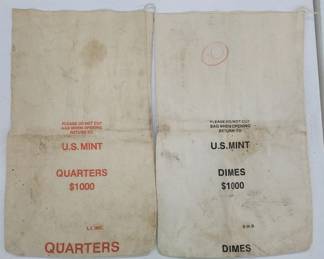 PLEASE DO NOT CUT
BAG WHEN OPENING
RETURN TO
U.S. MINT
QUARTERS
$1000
QUARTERS
PLEASE DO NOT CUT
BAG WHEN OPENING
RETURN TO
U.S. MINT
DIMES
$1000
DIMES